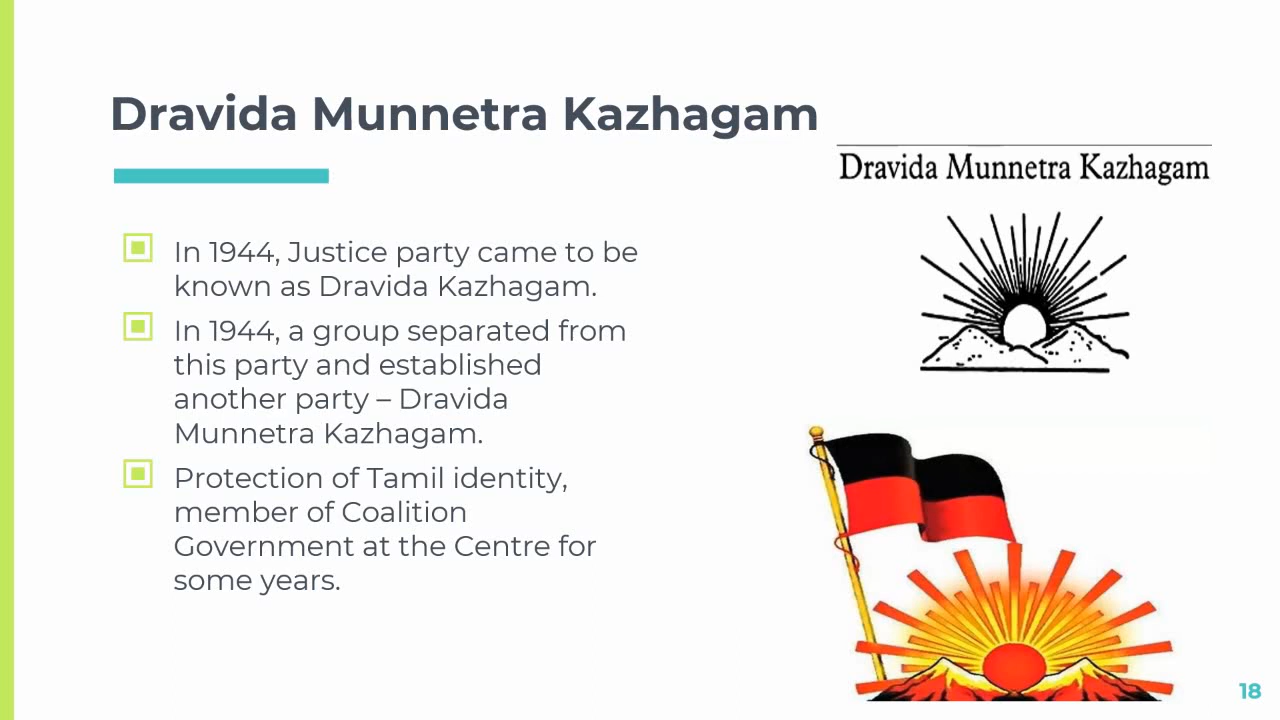 Dravida Munnetra Kazhagam
Dravida Munnetra Kazhagam
In 1944, Justice party came to be
known as Dravida Kazhagam.
In 1944, a group separated from
this party and established
another party – Dravida
Munnetra Kazhagam.
Protection of Tamil identity,
member of Coalition
Government at the Centre for
some years.
18